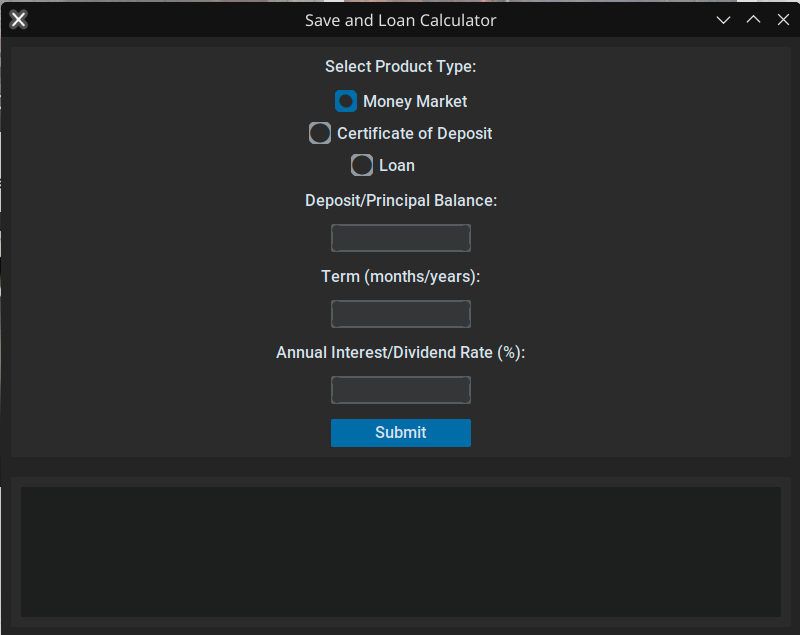 Save and Loan Calculator
Select Product Type:
Money Market
Certificate of Deposit
Loan
Deposit/Principal Balance:
Term (months/years):
Annual Interest/Dividend Rate (%):
Submit